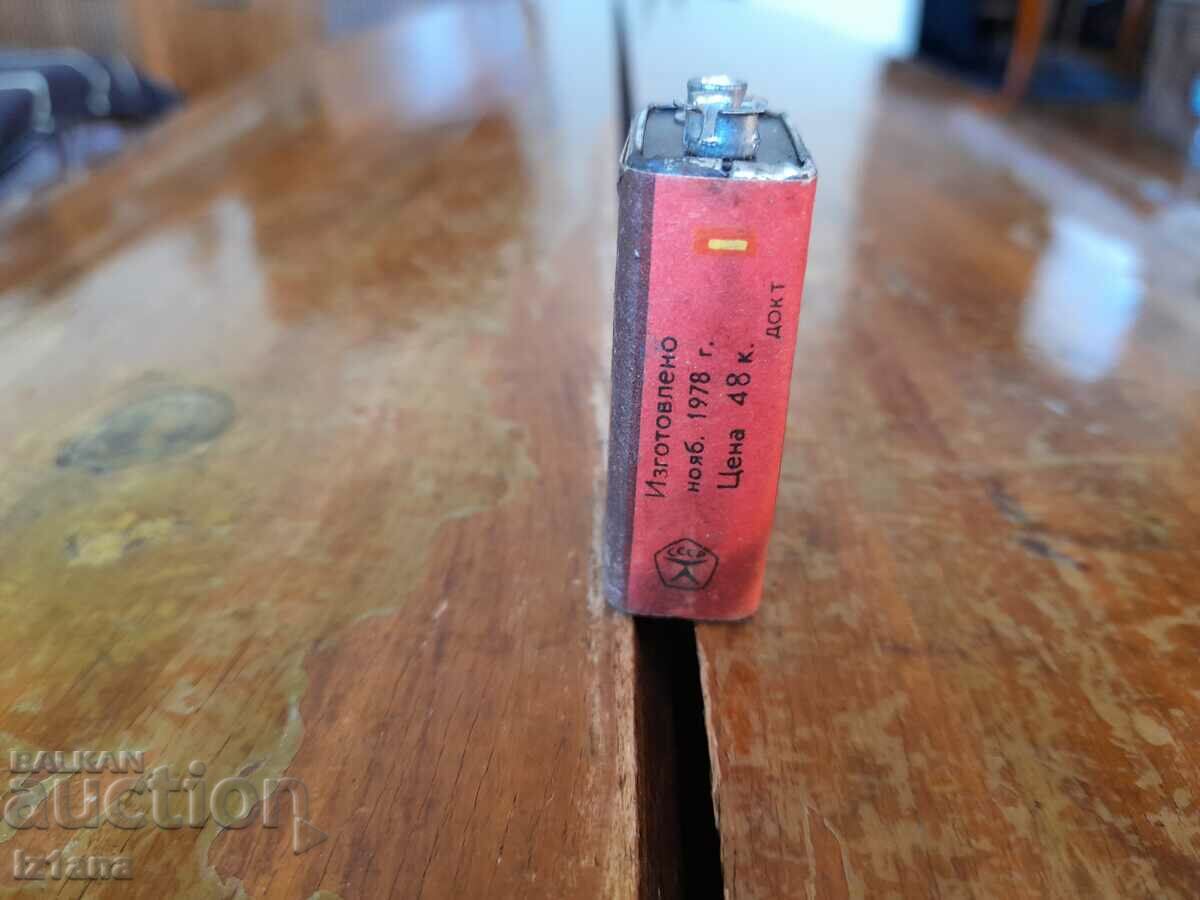 Изготовлено
нояб. 1978 г.
Цена 48 к.
ДОКТ
СССР
BALKAN
auction
iz1ana